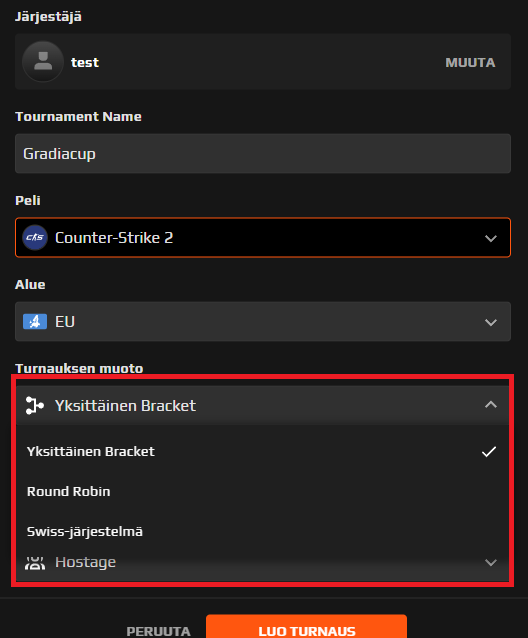 Järjestäjä
test MUUTA
Tournament Name
Gradiacup
Peli
Counter-Strike 2
Alue
EU
Turnauksen muoto
Yksittäinen Bracket
Yksittäinen Bracket
Round Robin
Swiss-järjestelmä
Hostage
PERUUTA LUO TURNAUS